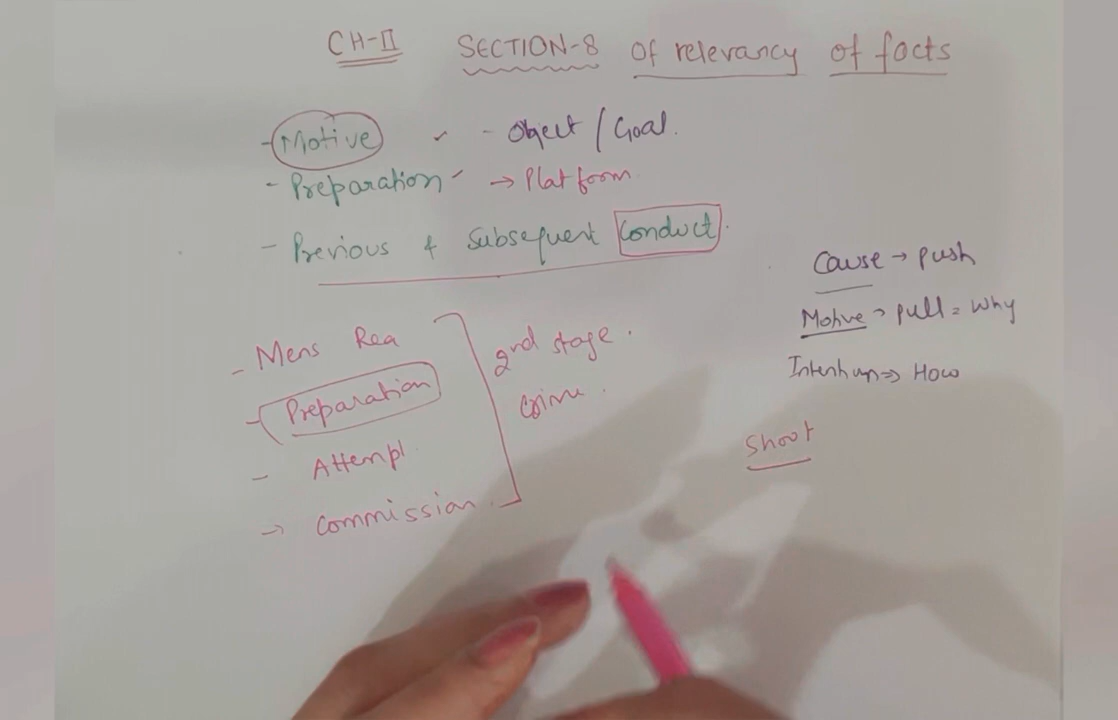 CH-II SECTION-8 Of relevancy of facts
- Motive ✓ - Object / Goal.
- Preparation ✓ → Platform
- Previous & Subsequent Conduct.
Cause → push
Motive → pull = Why
Intention ⇒ How
Shoot
- Mens Rea
- Preparation
- Attempt
→ Commission.
2nd stage.
Crime.